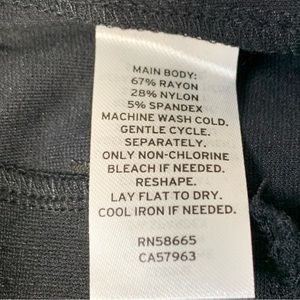 MAIN BODY:
67% RAYON
28% NYLON
5% SPANDEX
MACHINE WASH COLD.
GENTLE CYCLE.
SEPARATELY.
ONLY NON-CHLORINE
BLEACH IF NEEDED.
RESHAPE.
LAY FLAT TO DRY.
COOL IRON IF NEEDED.
RN58665
CA57963